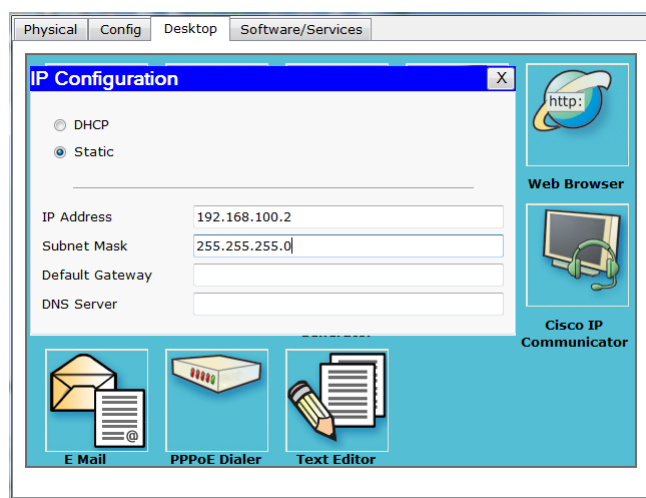 Physical Config Desktop Software/Services
IP Configuration X
DHCP
Static
IP Address 192.168.100.2
Subnet Mask 255.255.255.0
Default Gateway
DNS Server
http:
Web Browser
Cisco IP
Communicator
@
E Mail PPPoE Dialer Text Editor